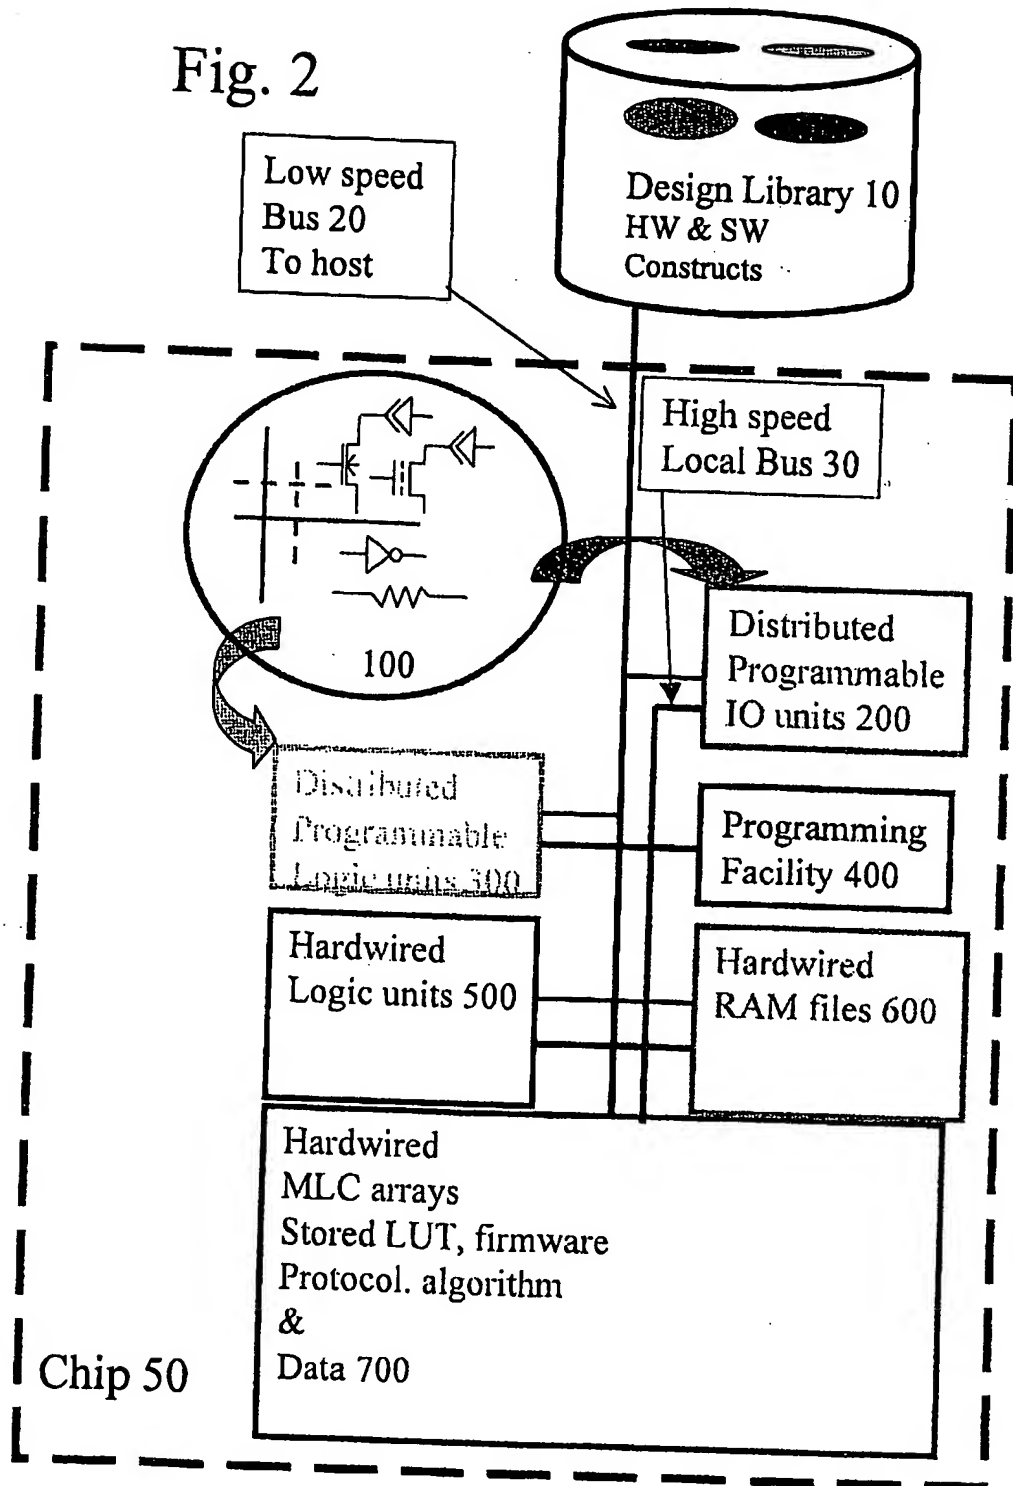 Fig. 2
Low speed
Bus 20
To host
Design Library 10
HW & SW
Constructs
High speed
Local Bus 30
100
Distributed
Programmable
IO units 200
Distributed
Programmable
Logic units 300
Programming
Facility 400
Hardwired
Logic units 500
Hardwired
RAM files 600
Hardwired
MLC arrays
Stored LUT, firmware
Protocol. algorithm
&
Data 700
Chip 50